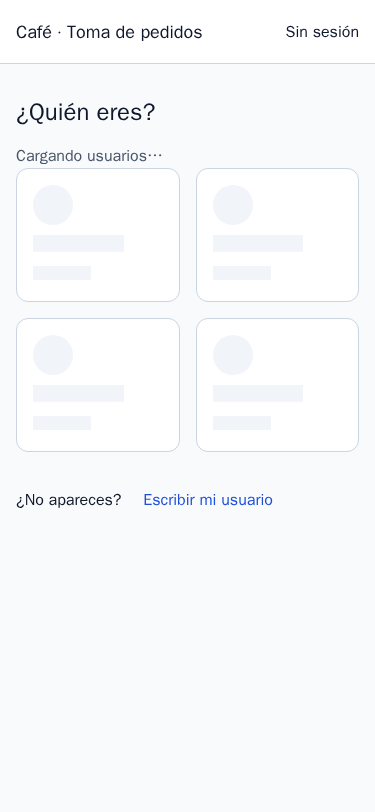 Café · Toma de pedidos
Sin sesión
¿Quién eres?
Cargando usuarios···
¿No apareces? Escribir mi usuario